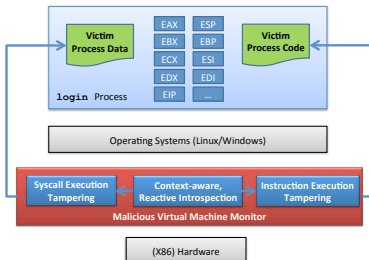 Victim
Process Data
EAX
ESP
EBX
EBP
ECX
ESI
EDX
EDI
EIP
...
Victim
Process Code
login Process
Operating Systems (Linux/Windows)
Syscall Execution
Tampering
Context-aware,
Reactive Introspection
Instruction Execution
Tampering
Malicious Virtual Machine Monitor
(X86) Hardware